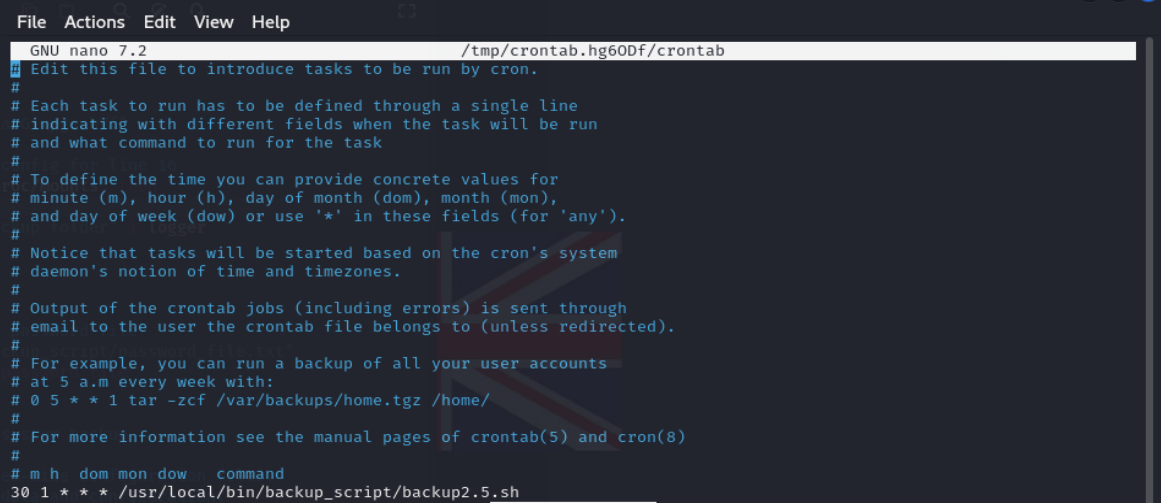 File Actions Edit View Help
GNU nano 7.2 /tmp/crontab.hg6ODf/crontab
# Edit this file to introduce tasks to be run by cron.
#
# Each task to run has to be defined through a single line
# indicating with different fields when the task will be run
# and what command to run for the task
#
# To define the time you can provide concrete values for
# minute (m), hour (h), day of month (dom), month (mon),
# and day of week (dow) or use '*' in these fields (for 'any').
#
# Notice that tasks will be started based on the cron's system
# daemon's notion of time and timezones.
#
# Output of the crontab jobs (including errors) is sent through
# email to the user the crontab file belongs to (unless redirected).
#
# For example, you can run a backup of all your user accounts
# at 5 a.m every week with:
# 0 5 * * 1 tar -zcf /var/backups/home.tgz /home/
#
# For more information see the manual pages of crontab(5) and cron(8)
#
# m h  dom mon dow   command
30 1 * * * /usr/local/bin/backup_script/backup2.5.sh